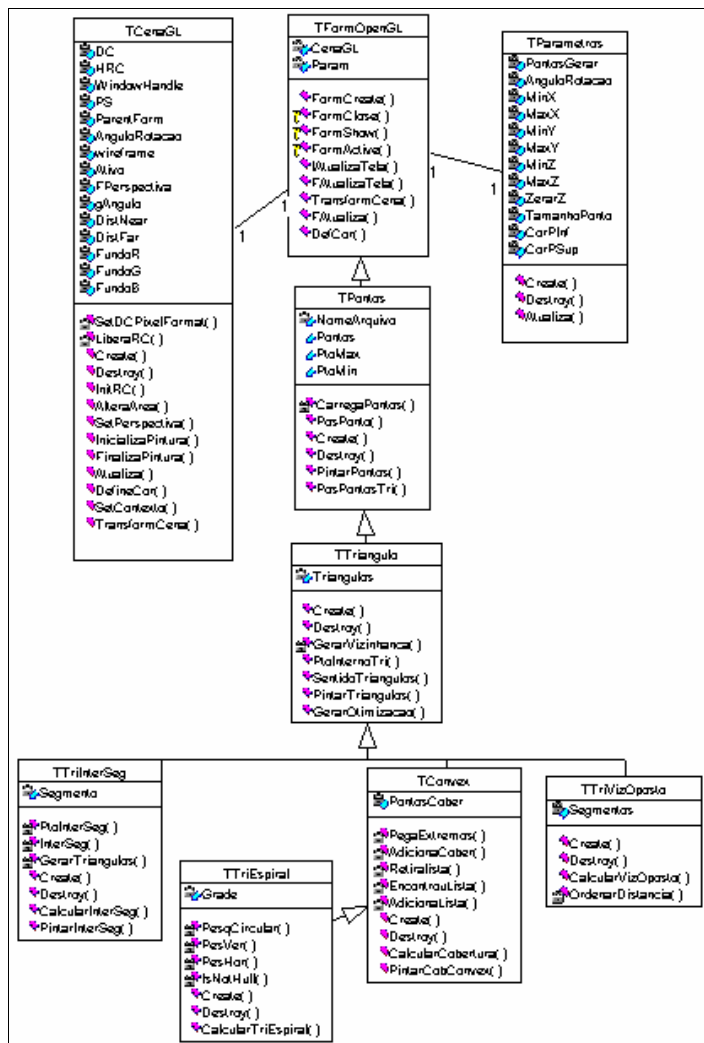 TCenaGL
DC
HRC
WindowHandle
PS
ParentForm
AnguloRotacao
wireframe
Ativo
FPerspectiva
gAngulo
DistNear
DistFar
FundoR
FundoG
FundoB
SetDCPixelFormat( )
LiberaRC( )
Create( )
Destroy( )
InitRC( )
AlteraArea( )
SetPerspectiva( )
InicializaPintura( )
FinalizaPintura( )
Atualiza( )
DefineCor( )
SetContexto( )
TransformCena( )
TFormOpenGL
CenaGL
Param
FormCreate( )
FormClose( )
FormShow( )
FormActive( )
IAtualizaTela( )
FAtualizaTela( )
TransformCena( )
FAtualiza( )
DefCor( )
TParametros
PontosGerar
AnguloRotacao
MinX
MaxX
MinY
MaxY
MinZ
MaxZ
ZerarZ
TamanhoPonto
CorPInf
CorPSup
Create( )
Destroy( )
Atualiza( )
1
1
1
1
TPontos
NomeArquivo
Pontos
PtoMax
PtoMin
CarregaPontos( )
PosPonto( )
Create( )
Destroy( )
PintarPontos( )
PosPontosTri( )
TTriangulo
Triangulos
Create( )
Destroy( )
GerarVizinhanca( )
PtoInternoTri( )
SentidoTriangulos( )
PintarTriangulos( )
GerarOtimizacao( )
TTriInterSeg
Segmento
PtoInterSeg( )
InterSeg( )
GerarTriangulos( )
Create( )
Destroy( )
CalcularInterSeg( )
PintarInterSeg( )
TTriEspiral
Grade
PesqCircular( )
PesVer( )
PesHor( )
IsNotHull( )
Create( )
Destroy( )
CalcularTriEspiral( )
TConvex
PontosCober
PegaExtremos( )
AdicionaCober( )
Retiralista( )
EncontrouLista( )
AdicionaLista( )
Create( )
Destroy( )
CalcularCobertura( )
PintarCobConvex( )
TTriVizOposto
Segmentos
Create( )
Destroy( )
CalcularVizOposto( )
OrdenarDistancia( )